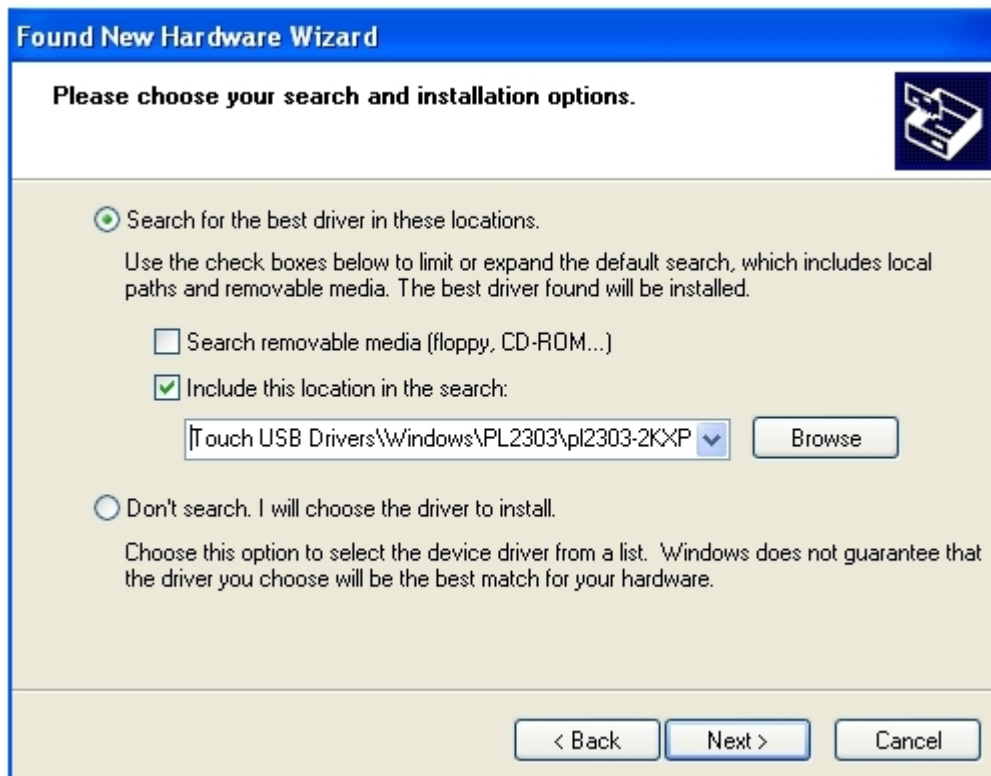 Found New Hardware Wizard
Please choose your search and installation options.
Search for the best driver in these locations.
Use the check boxes below to limit or expand the default search, which includes local
paths and removable media. The best driver found will be installed.
Search removable media (floppy, CD-ROM...)
Include this location in the search:
Touch USB Drivers\Windows\PL2303\pl2303-2KXP
Browse
Don't search. I will choose the driver to install.
Choose this option to select the device driver from a list. Windows does not guarantee that
the driver you choose will be the best match for your hardware.
< Back Next > Cancel